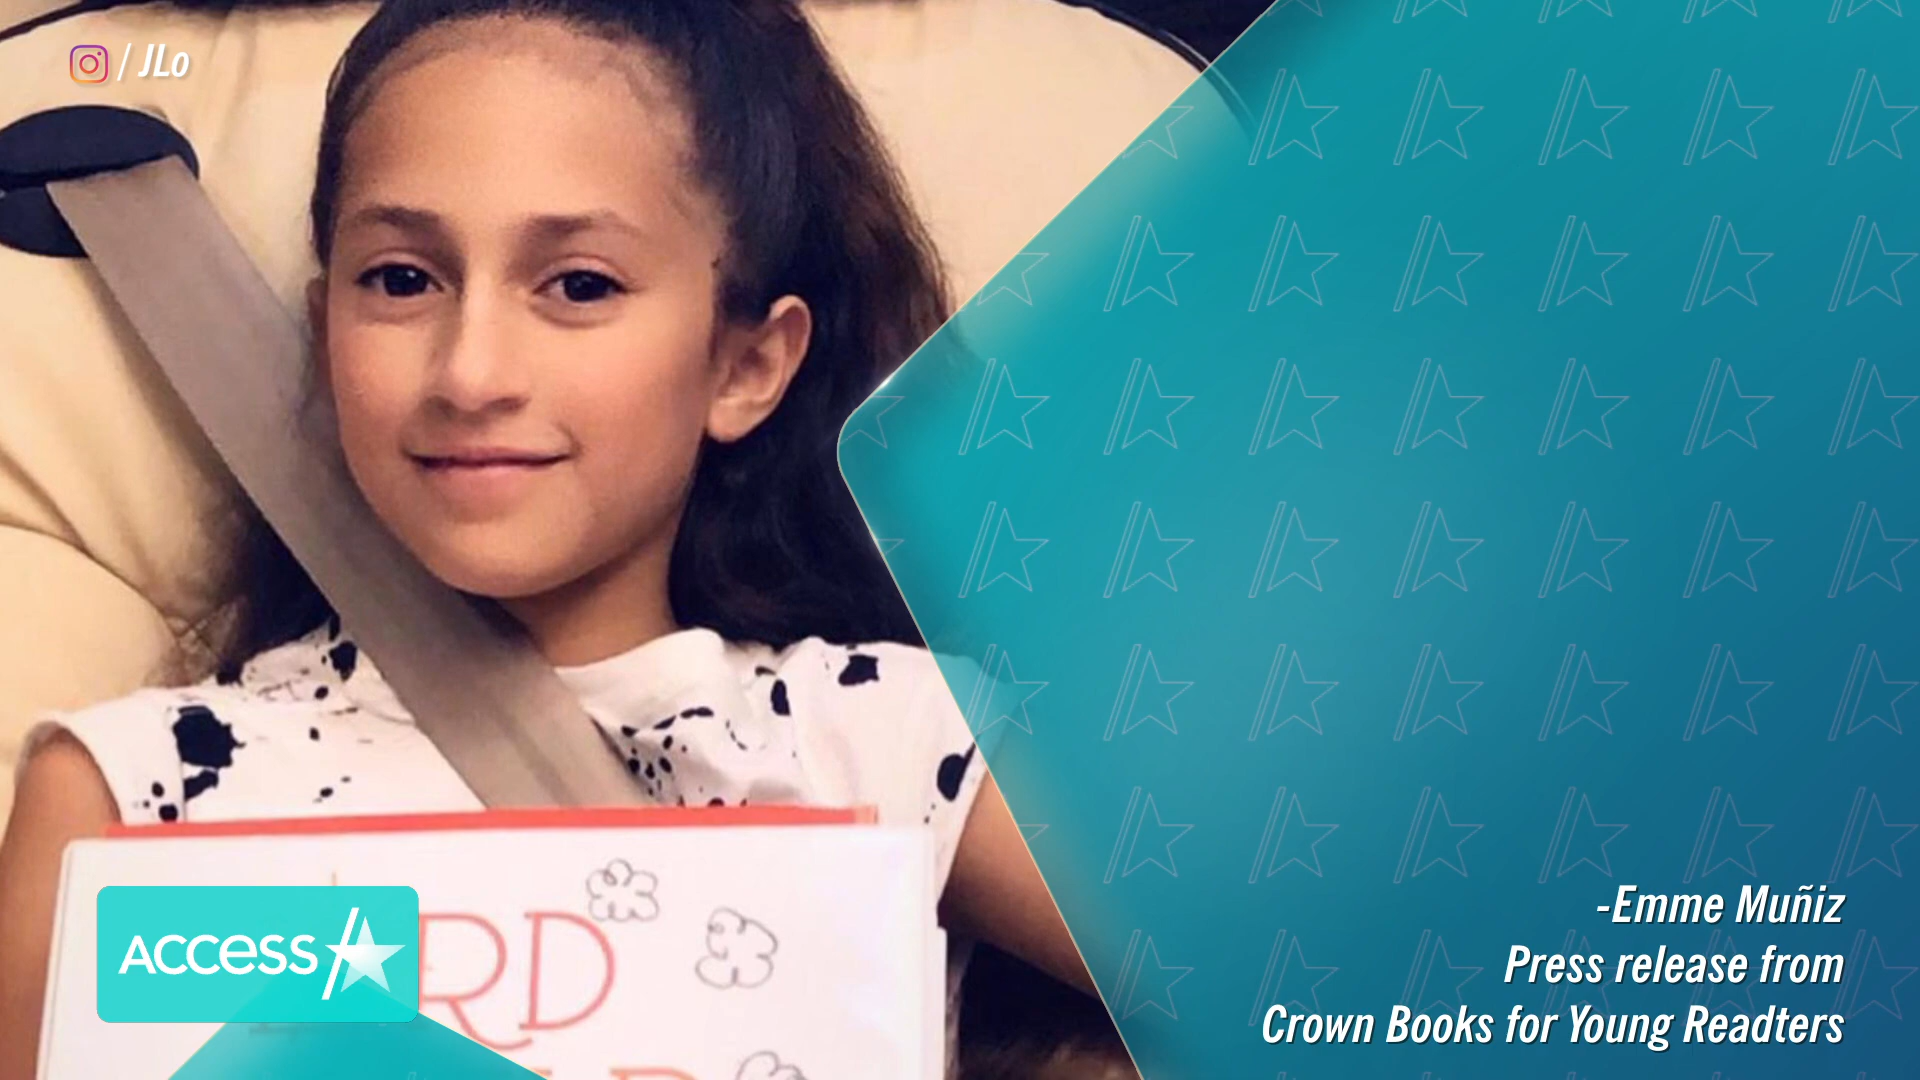 / JLo
ACCESS
RD
-Emme Muñiz
Press release from
Crown Books for Young Readters